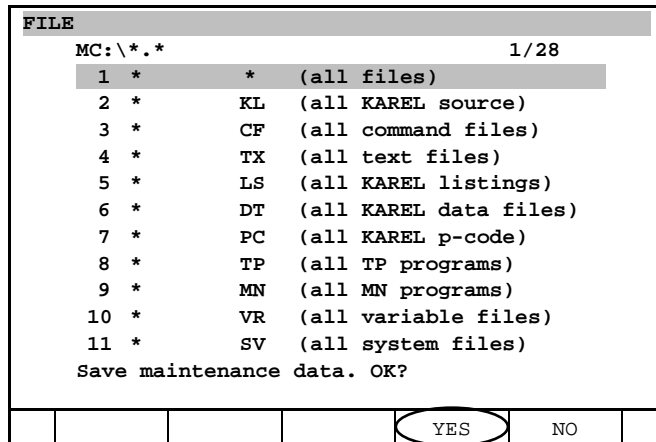 FILE
MC:\*.* 1/28
1 * * (all files)
2 * KL (all KAREL source)
3 * CF (all command files)
4 * TX (all text files)
5 * LS (all KAREL listings)
6 * DT (all KAREL data files)
7 * PC (all KAREL p-code)
8 * TP (all TP programs)
9 * MN (all MN programs)
10 * VR (all variable files)
11 * SV (all system files)
Save maintenance data. OK?
YES NO